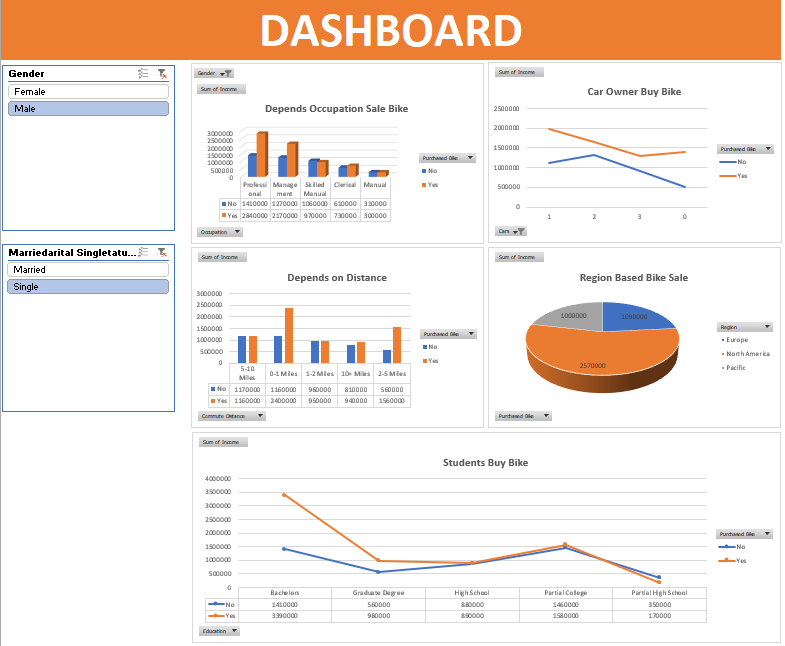 DASHBOARD
Gender
Female
Male
Marriedarital Singletatu...
Married
Single
Gender
Sum of Income
Depends Occupation Sale Bike
3000000
2500000
2000000
1500000
1000000
500000
0
Professi onal
Manage ment
Skilled Manual
Clerical
Manual
No 1410000 1270000 1060000 610000 310000
Yes 2840000 2170000 970000 730000 300000
Purchased Bike
No
Yes
Occupation
Sum of Income
Car Owner Buy Bike
2500000
2000000
1500000
1000000
500000
0
1 2 3 0
Purchased Bike
No
Yes
Cars
Sum of Income
Depends on Distance
3000000
2500000
2000000
1500000
1000000
500000
0
5-10 Miles
0-1 Miles
1-2 Miles
10+ Miles
2-5 Miles
No 1170000 1160000 960000 810000 560000
Yes 1160000 2400000 950000 940000 1560000
Purchased Bike
No
Yes
Commute Distance
Sum of Income
Region Based Bike Sale
1000000
2570000
Region
Europe
North America
Pacific
Purchased Bike
Sum of Income
Students Buy Bike
4000000
3500000
3000000
2500000
2000000
1500000
1000000
500000
0
Bachelors Graduate Degree High School Partial College Partial High School
No 1410000 560000 880000 1460000 350000
Yes 3390000 980000 890000 1580000 170000
Purchased Bike
No
Yes
Education